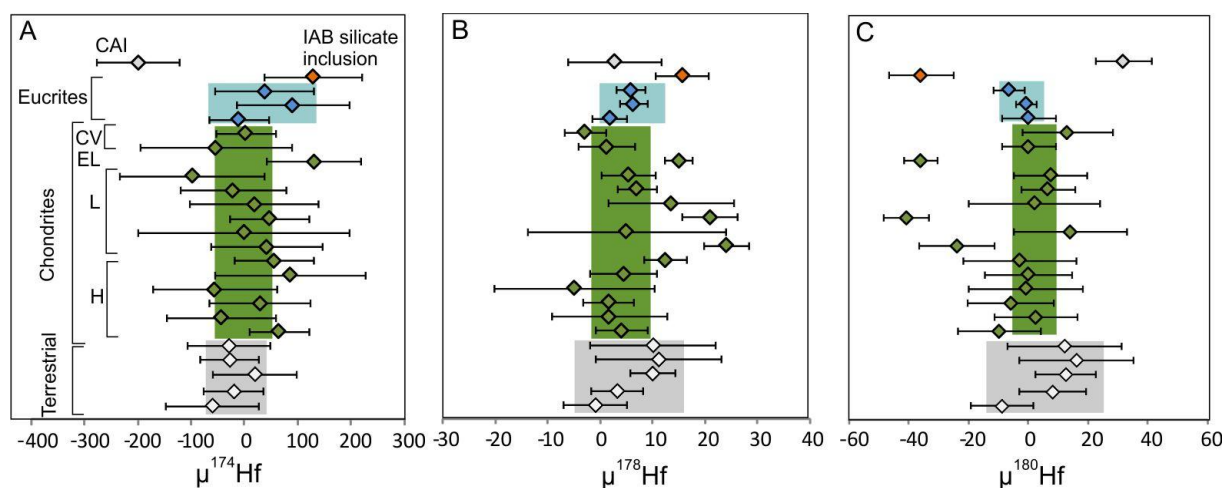 A
CAI
IAB silicate
inclusion
Eucrites
CV
EL
L
H
Chondrites
Terrestrial
-400 -300 -200 -100 0 100 200 300
µ¹⁷⁴Hf
B
-30 -20 -10 0 10 20 30 40
µ¹⁷⁸Hf
C
-60 -40 -20 0 20 40 60
µ¹⁸⁰Hf